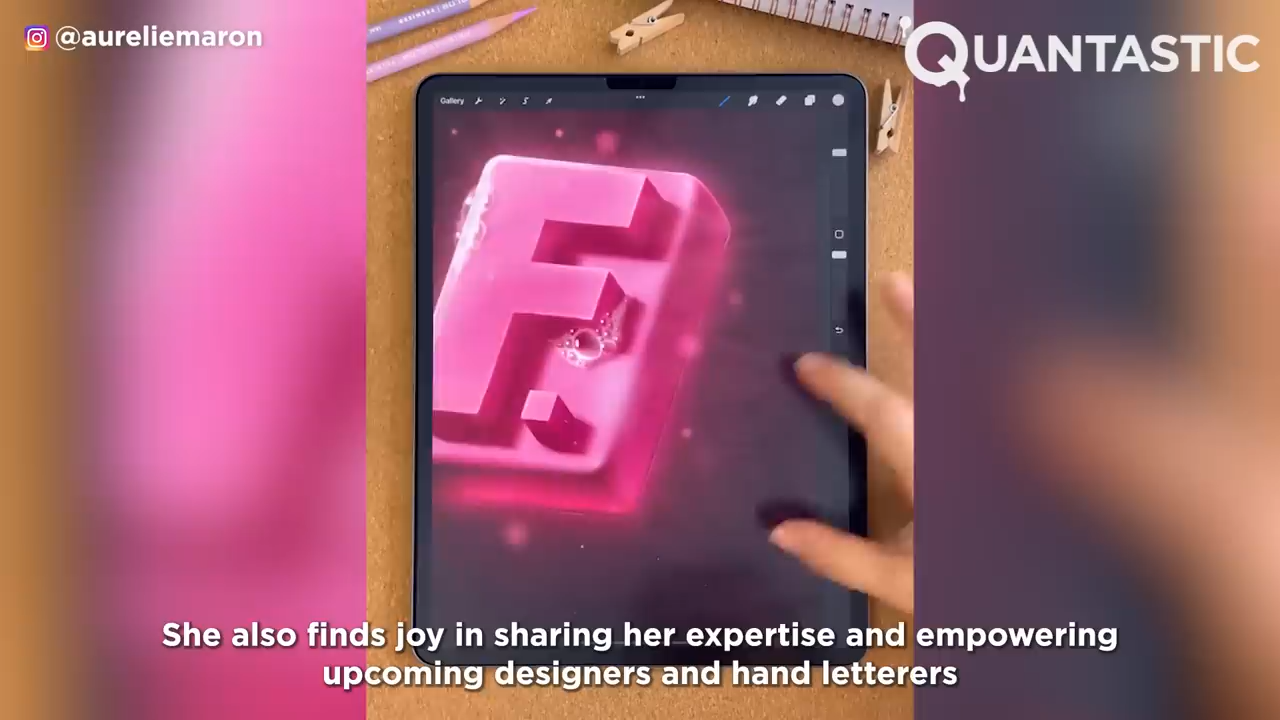 @aureliemaron
QUANTASTIC
Gallery
F.
She also finds joy in sharing her expertise and empowering
upcoming designers and hand letterers